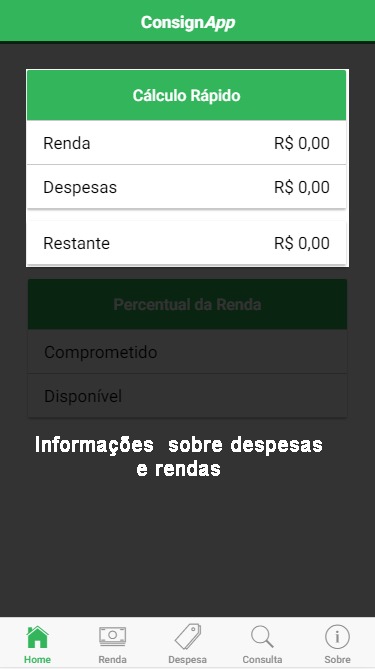 ConsignApp
Cálculo Rápido
Renda R$ 0,00
Despesas R$ 0,00
Restante R$ 0,00
Percentual da Renda
Comprometido
Disponível
Informações sobre despesas
e rendas
Home Renda Despesa Consulta Sobre